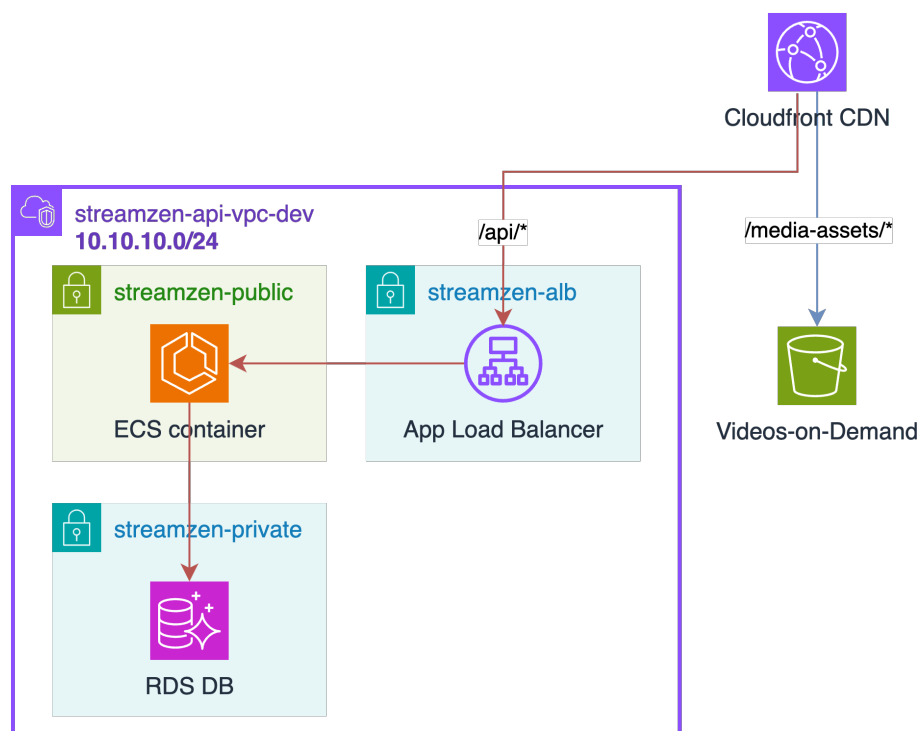 Cloudfront CDN
streamzen-api-vpc-dev
10.10.10.0/24
/api/*
/media-assets/*
streamzen-public
streamzen-alb
ECS container
App Load Balancer
Videos-on-Demand
streamzen-private
RDS DB